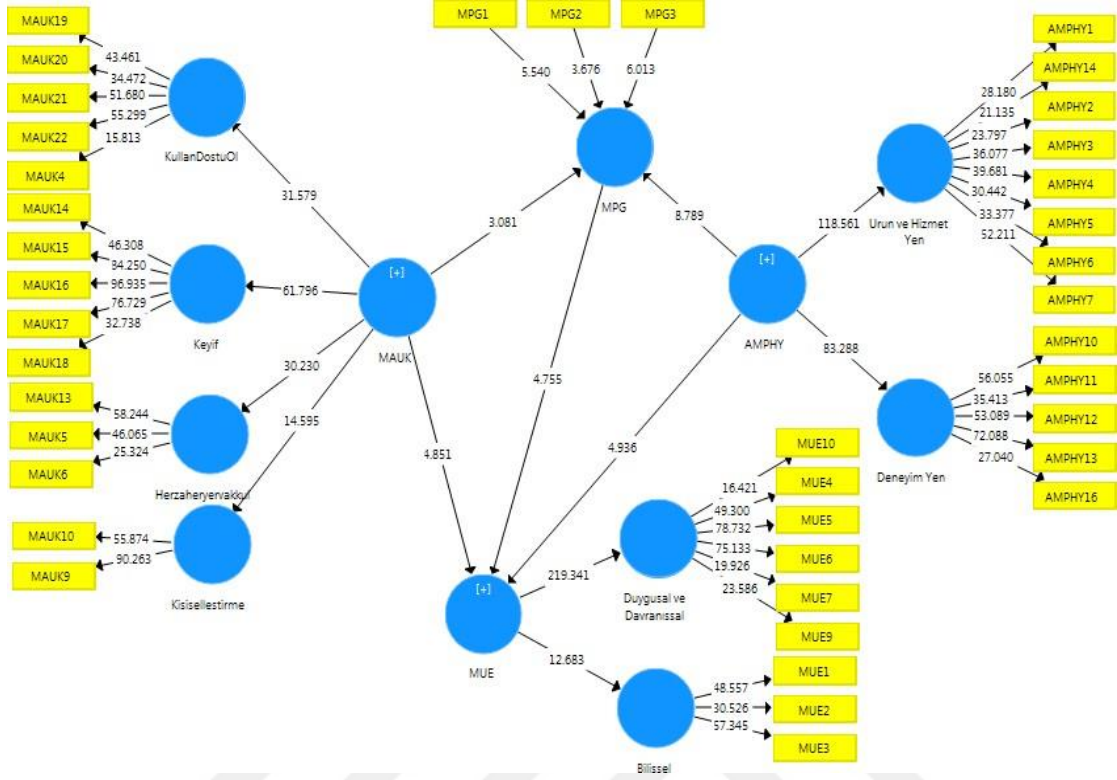 MAUK19
MAUK20
MAUK21
MAUK22
MAUK4
43.461
34.472
51.680
55.299
15.813
KullanDostuOl
MAUK14
MAUK15
MAUK16
MAUK17
MAUK18
46.308
84.250
96.935
76.729
32.738
Keyif
MAUK13
MAUK5
MAUK6
58.244
46.065
25.324
Herzaheryervakkul
MAUK10
MAUK9
55.874
90.263
Kisisellestirme
31.579
61.796
30.230
14.595
[+]
MAUK
MPG1
MPG2
MPG3
5.540
3.676
6.013
MPG
3.081
8.789
4.755
4.851
4.936
[+]
AMPHY
118.561
83.288
Urun ve Hizmet
Yen
28.180
21.135
23.797
36.077
39.681
30.442
33.377
52.211
AMPHY1
AMPHY14
AMPHY2
AMPHY3
AMPHY4
AMPHY5
AMPHY6
AMPHY7
Deneyim Yen
56.055
35.413
53.089
72.088
27.040
AMPHY10
AMPHY11
AMPHY12
AMPHY13
AMPHY16
[+]
MUE
219.341
12.683
Duygusal ve
Davranıssal
16.421
49.300
78.732
75.133
19.926
23.586
MUE10
MUE4
MUE5
MUE6
MUE7
MUE9
Bilissel
48.557
30.526
57.345
MUE1
MUE2
MUE3